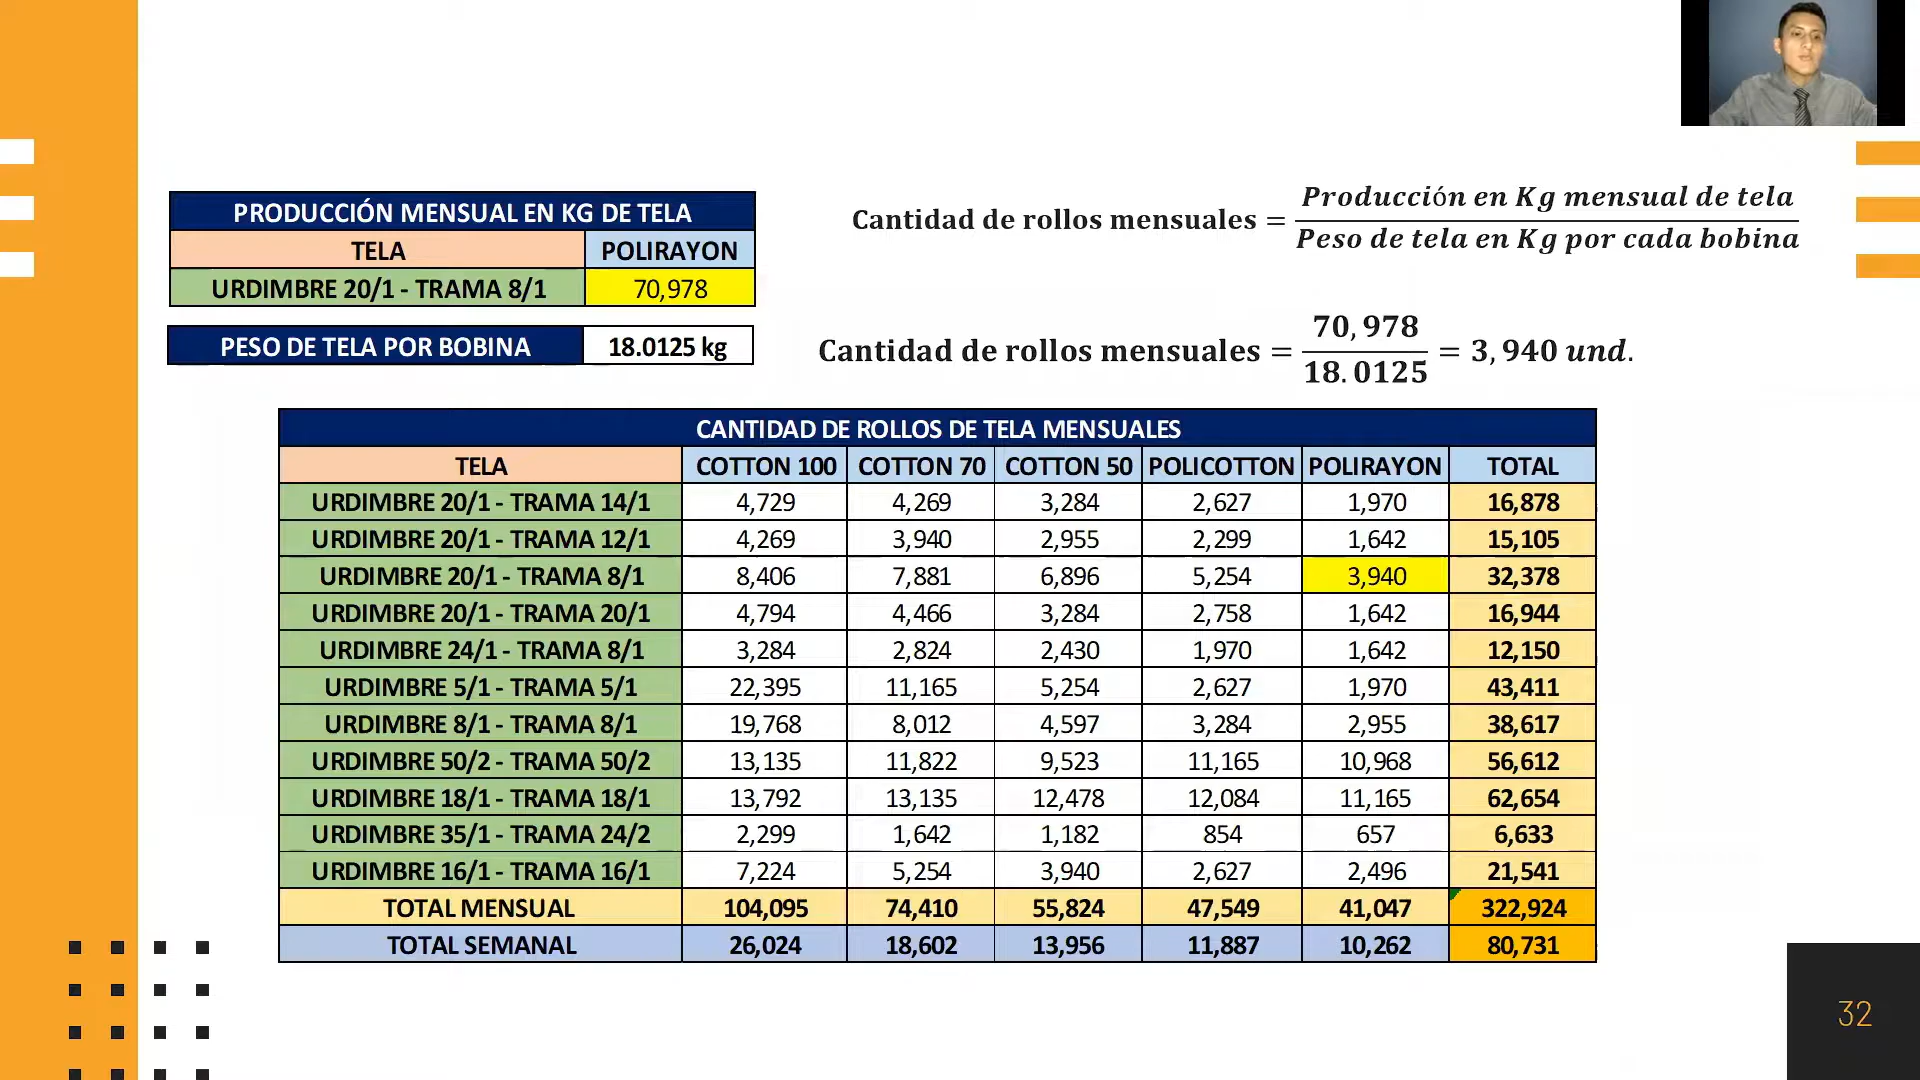 PRODUCCIÓN MENSUAL EN KG DE TELA
TELA POLIRAYON
URDIMBRE 20/1 - TRAMA 8/1 70,978
PESO DE TELA POR BOBINA 18.0125 kg
Cantidad de rollos mensuales = Producción en Kg mensual de tela / Peso de tela en Kg por cada bobina
Cantidad de rollos mensuales = 70,978 / 18.0125 = 3,940 und.
CANTIDAD DE ROLLOS DE TELA MENSUALES
TELA COTTON 100 COTTON 70 COTTON 50 POLICOTTON POLIRAYON TOTAL
URDIMBRE 20/1 - TRAMA 14/1 4,729 4,269 3,284 2,627 1,970 16,878
URDIMBRE 20/1 - TRAMA 12/1 4,269 3,940 2,955 2,299 1,642 15,105
URDIMBRE 20/1 - TRAMA 8/1 8,406 7,881 6,896 5,254 3,940 32,378
URDIMBRE 20/1 - TRAMA 20/1 4,794 4,466 3,284 2,758 1,642 16,944
URDIMBRE 24/1 - TRAMA 8/1 3,284 2,824 2,430 1,970 1,642 12,150
URDIMBRE 5/1 - TRAMA 5/1 22,395 11,165 5,254 2,627 1,970 43,411
URDIMBRE 8/1 - TRAMA 8/1 19,768 8,012 4,597 3,284 2,955 38,617
URDIMBRE 50/2 - TRAMA 50/2 13,135 11,822 9,523 11,165 10,968 56,612
URDIMBRE 18/1 - TRAMA 18/1 13,792 13,135 12,478 12,084 11,165 62,654
URDIMBRE 35/1 - TRAMA 24/2 2,299 1,642 1,182 854 657 6,633
URDIMBRE 16/1 - TRAMA 16/1 7,224 5,254 3,940 2,627 2,496 21,541
TOTAL MENSUAL 104,095 74,410 55,824 47,549 41,047 322,924
TOTAL SEMANAL 26,024 18,602 13,956 11,887 10,262 80,731
32